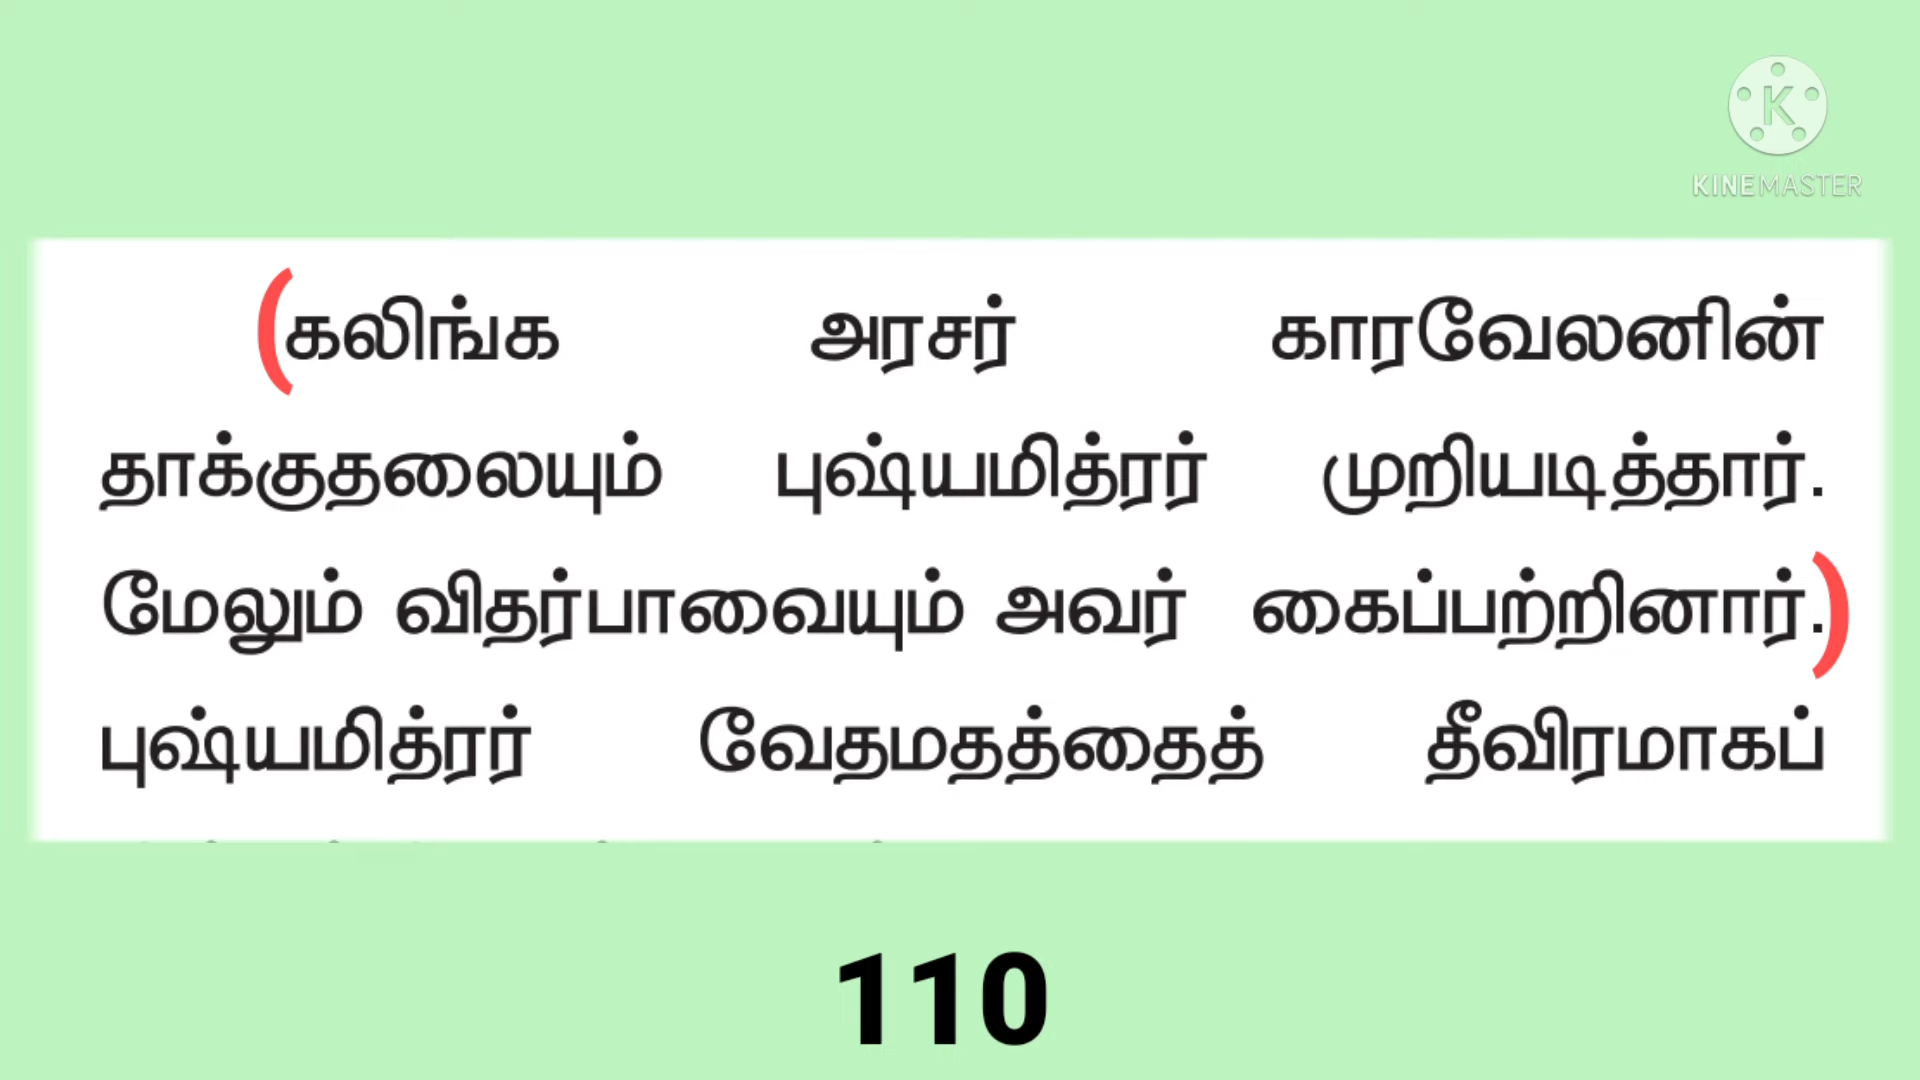 KINEMASTER
(கலிங்க அரசர் காரவேலனின்
தாக்குதலையும் புஷ்யமித்ரர் முறியடித்தார்.
மேலும் விதர்பாவையும் அவர் கைப்பற்றினார்.)
புஷ்யமித்ரர் வேதமதத்தைத் தீவிரமாகப்
110